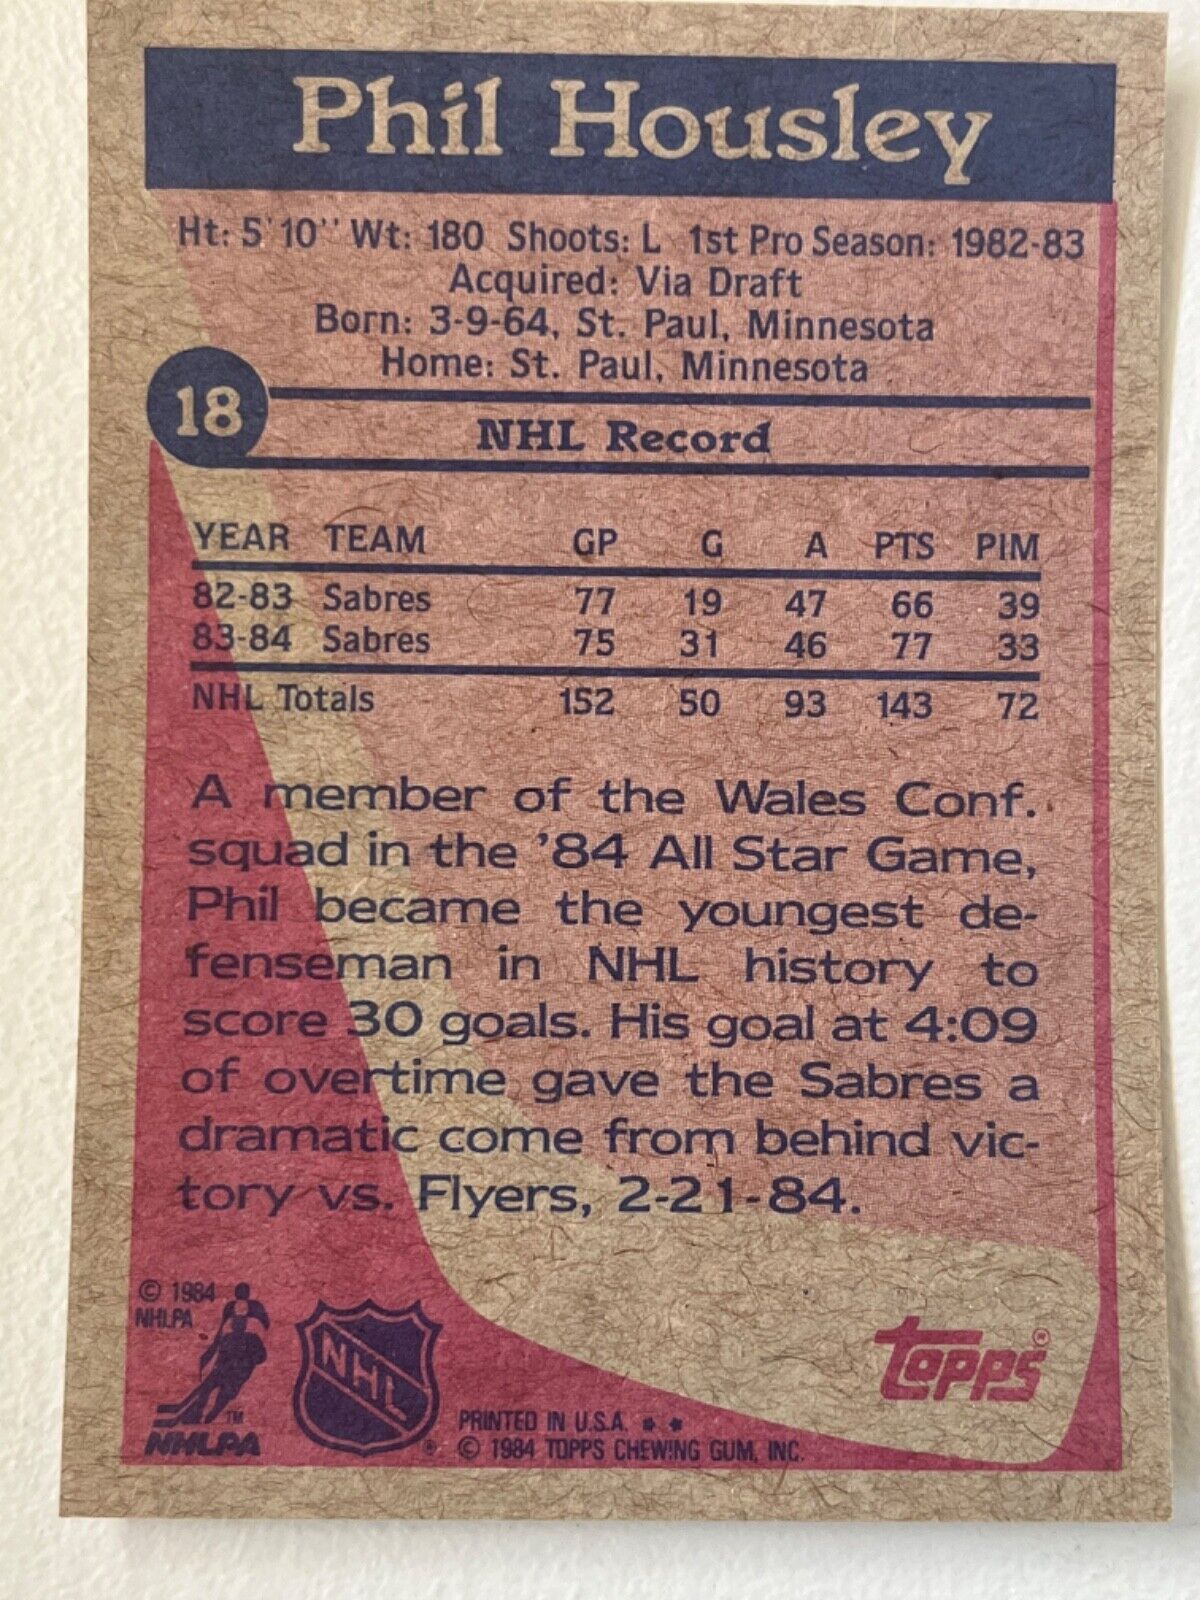 Phil Housley
Ht: 5'10'' Wt: 180 Shoots: L 1st Pro Season: 1982-83
Acquired: Via Draft
Born: 3-9-64, St. Paul, Minnesota
Home: St. Paul, Minnesota
18
NHL Record
YEAR TEAM GP G A PTS PIM
82-83 Sabres 77 19 47 66 39
83-84 Sabres 75 31 46 77 33
NHL Totals 152 50 93 143 72
A member of the Wales Conf.
squad in the '84 All Star Game,
Phil became the youngest de-
fenseman in NHL history to
score 30 goals. His goal at 4:09
of overtime gave the Sabres a
dramatic come from behind vic-
tory vs. Flyers, 2-21-84.
© 1984
NHLPA
TM
NHLPA
NHL
®
TOPPS ®
PRINTED IN U.S.A. * *
© 1984 TOPPS CHEWING GUM, INC.